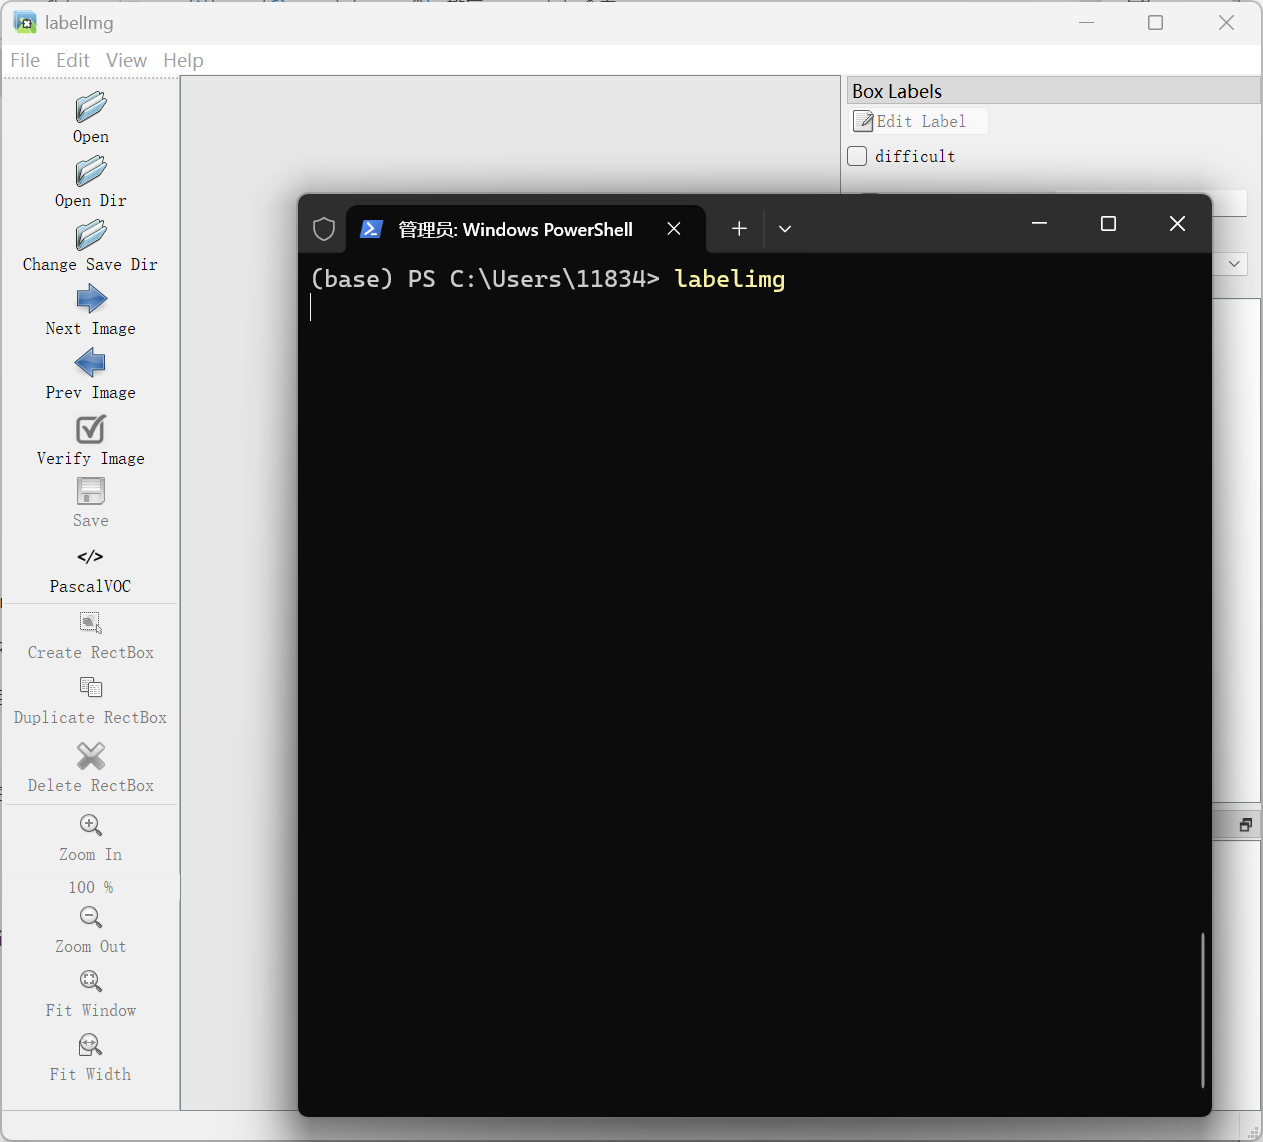 labelImg
File Edit View Help
Open
Open Dir
Change Save Dir
Next Image
Prev Image
Verify Image
Save
</>
PascalVOC
Create RectBox
Duplicate RectBox
Delete RectBox
Zoom In
100 %
Zoom Out
Fit Window
Fit Width
Box Labels
Edit Label
difficult
管理员: Windows PowerShell
(base) PS C:\Users\11834> labelimg